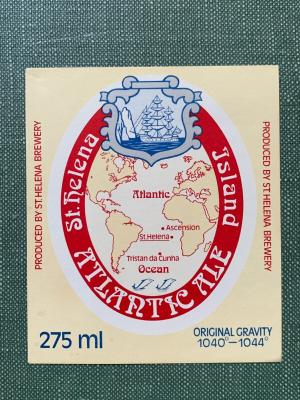 St. Helena Island
ATLANTIC ALE
PRODUCED BY ST. HELENA BREWERY
PRODUCED BY ST. HELENA BREWERY
Atlantic
Ascension
St. Helena
Tristan da Cunha
Ocean
275 ml
ORIGINAL GRAVITY
1040°–1044°